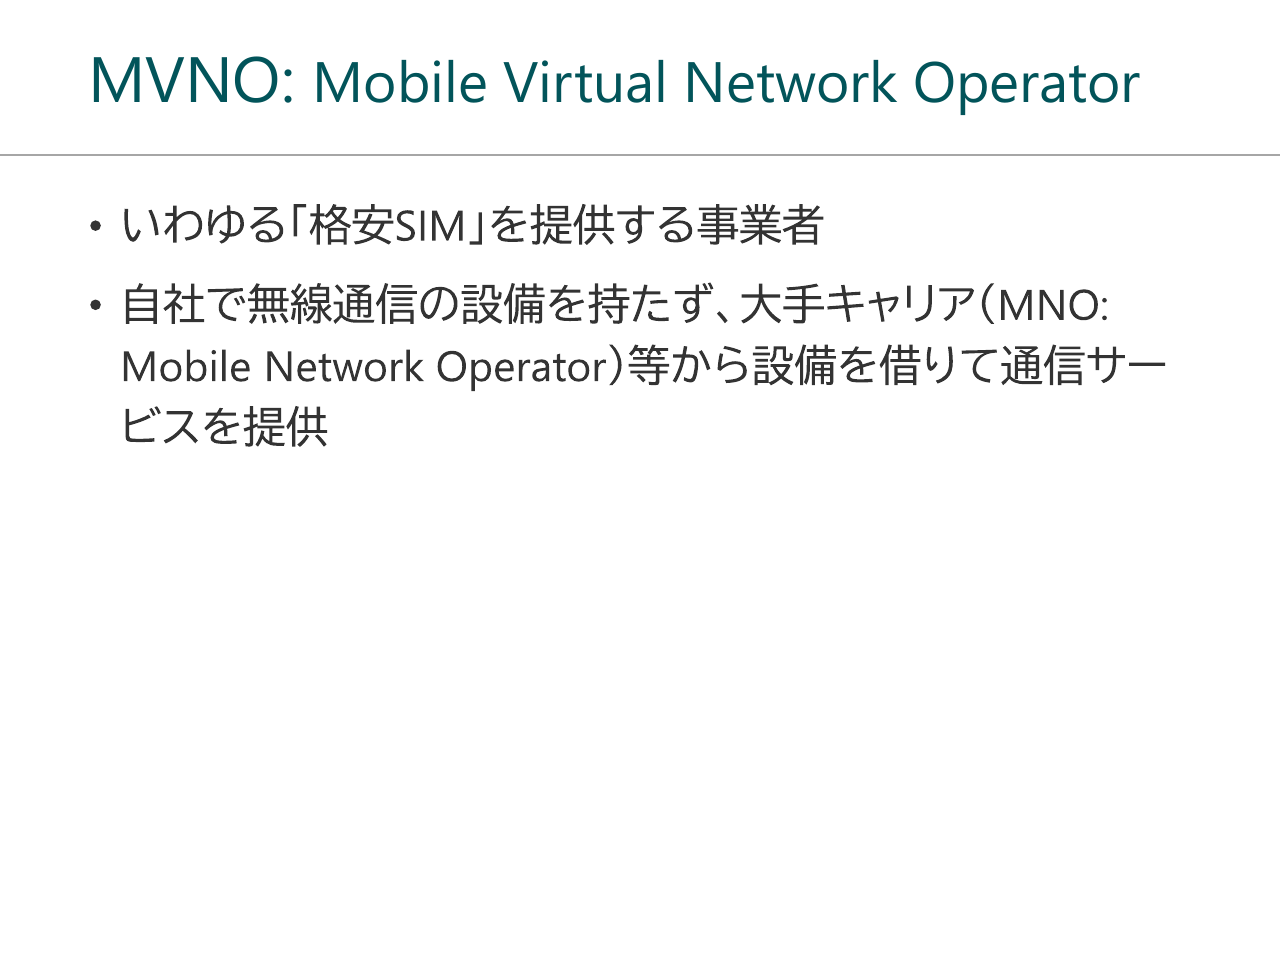 MVNO: Mobile Virtual Network Operator
• いわゆる「格安SIM」を提供する事業者
• 自社で無線通信の設備を持たず、大手キャリア（MNO:
Mobile Network Operator）等から設備を借りて通信サー
ビスを提供